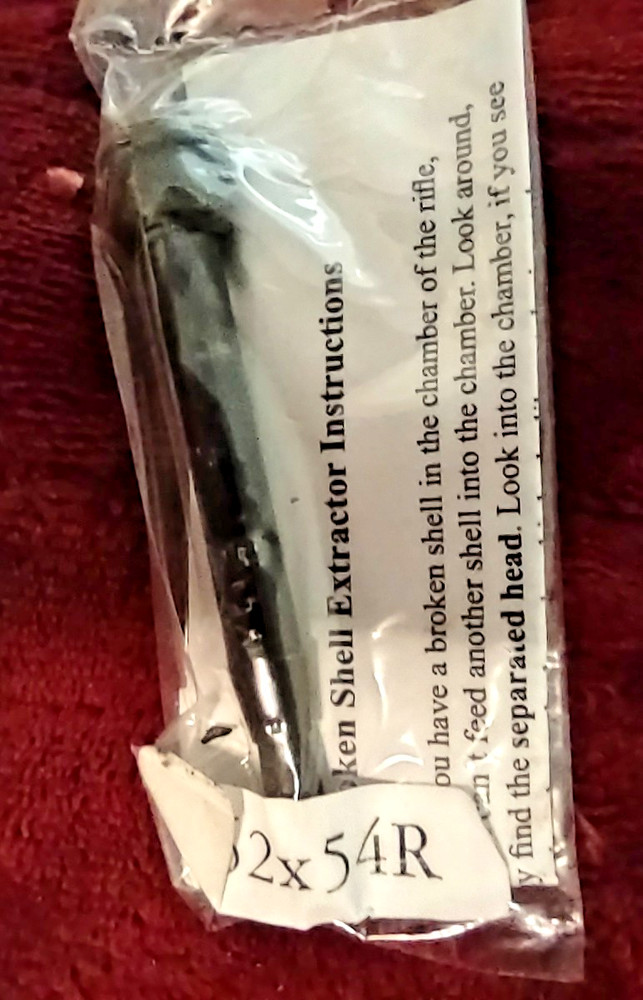 ken Shell Extractor Instructions
ou have a broken shell in the chamber of the rifle,
n't feed another shell into the chamber. Look around,
y find the separated head. Look into the chamber, if you see
2x54R